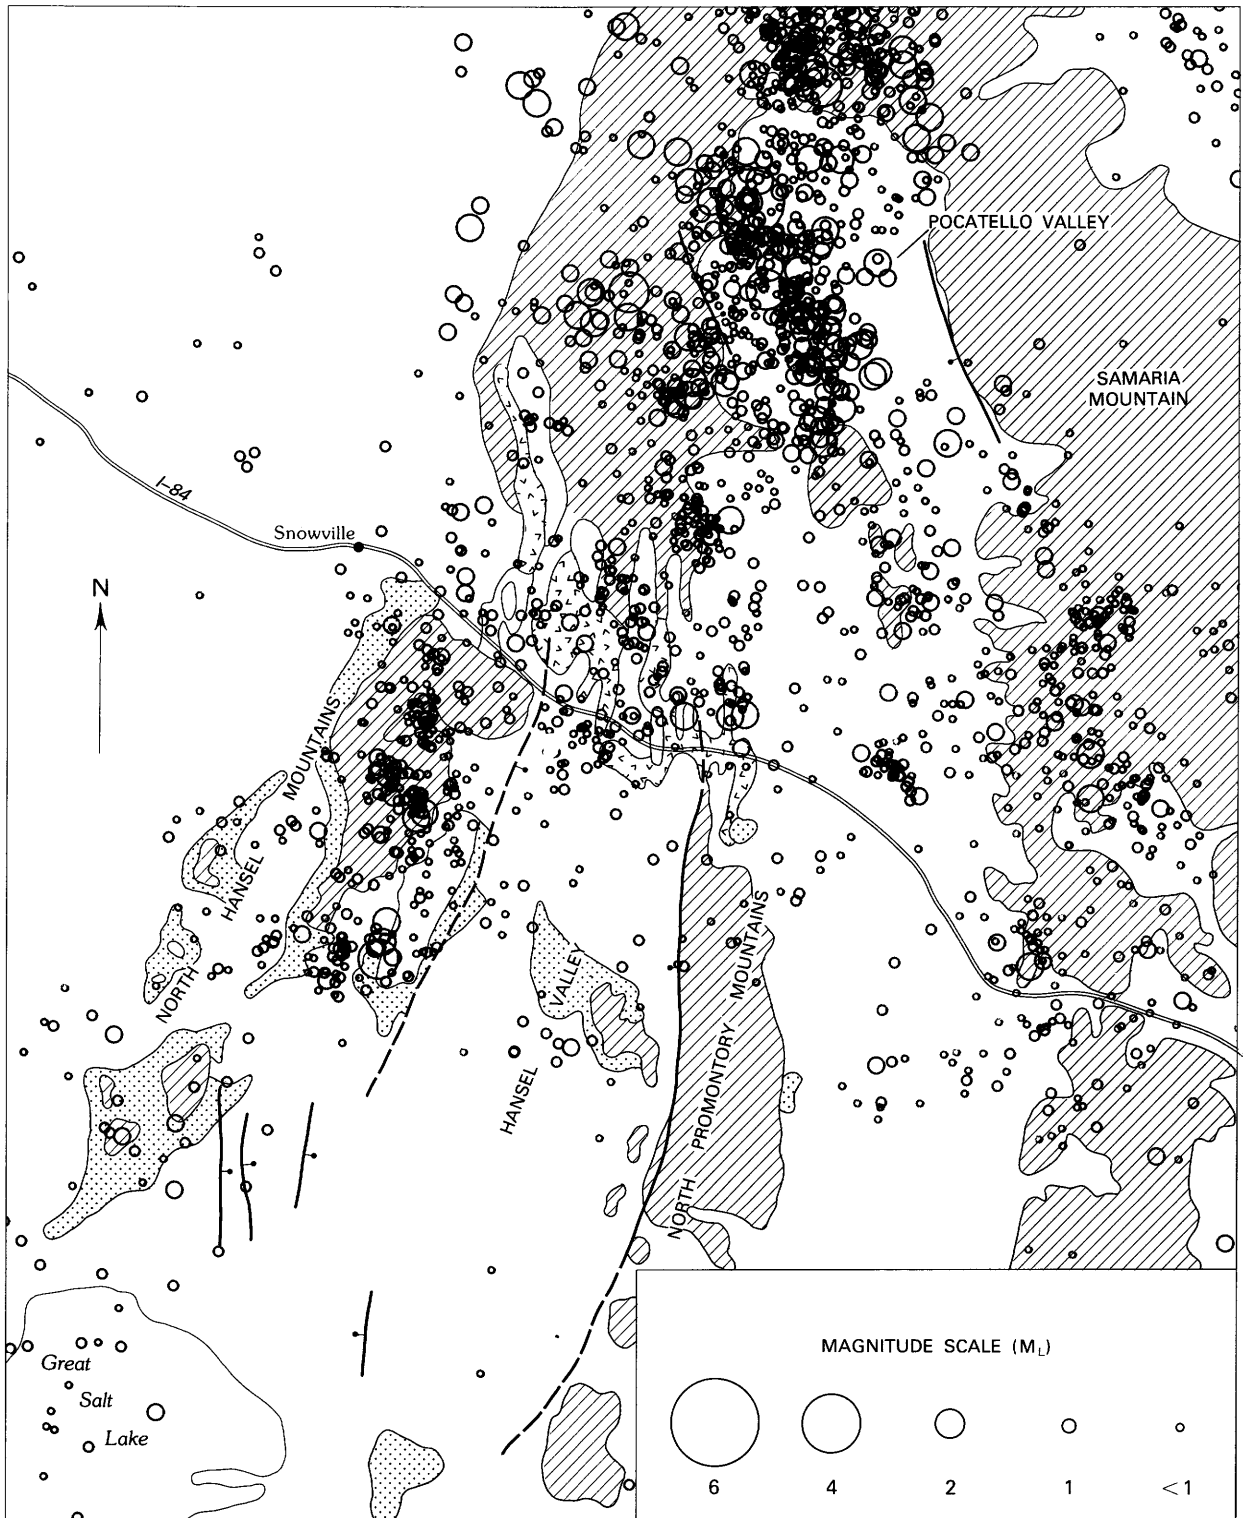 POCATELLO VALLEY
SAMARIA
MOUNTAIN
I-84
Snowville
N
NORTH
HANSEL
MOUNTAINS
HANSEL
VALLEY
NORTH
PROMONTORY
MOUNTAINS
Great
Salt
Lake
MAGNITUDE SCALE (ML)
6 4 2 1 <1